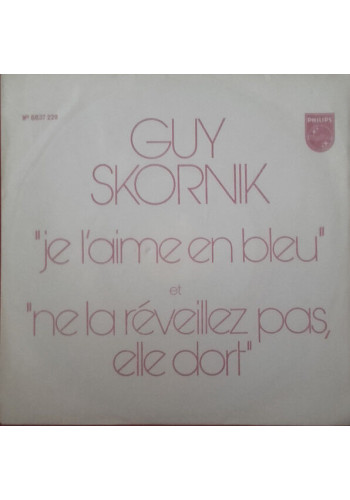 PHILIPS
GUY
SKORNIK
"je l'aime en bleu"
et
"ne la réveillez pas,
elle dort"